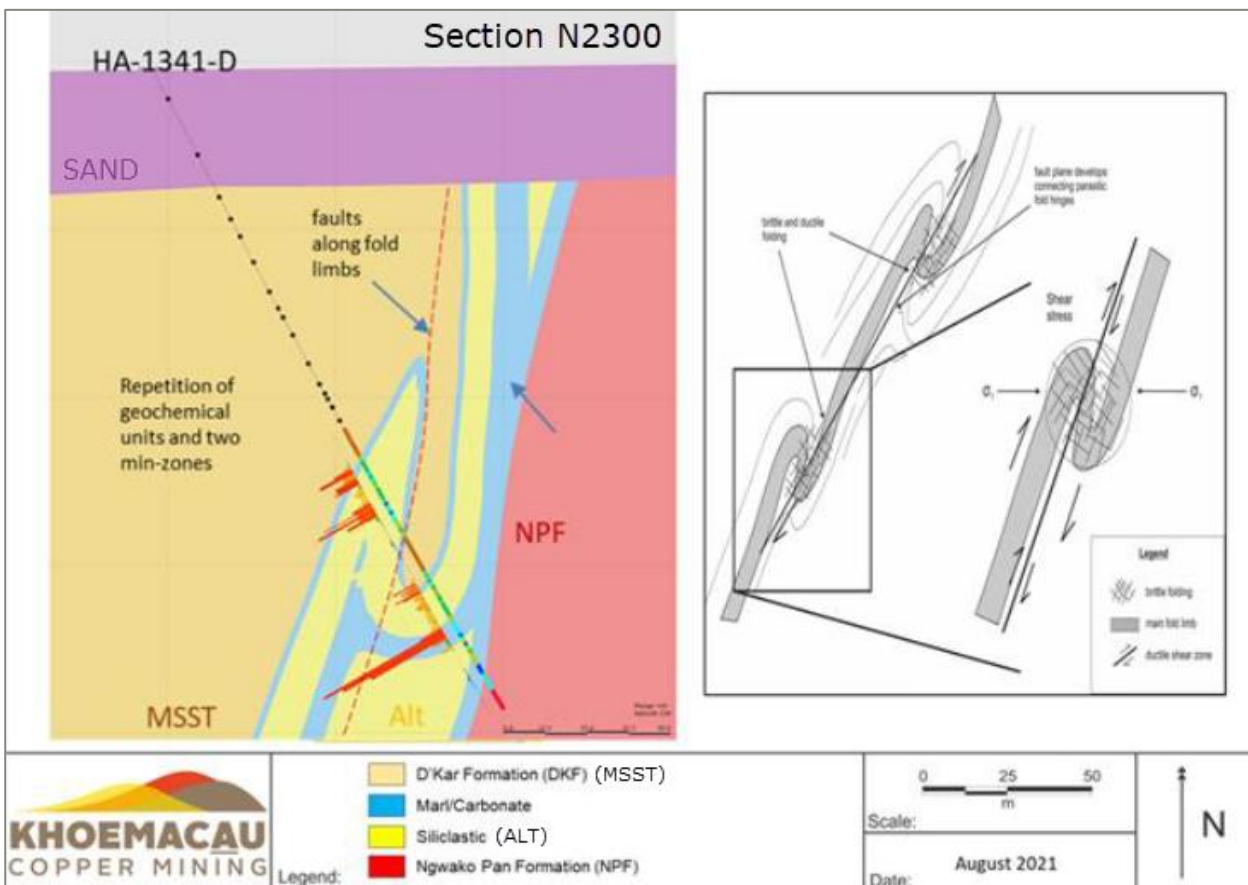 Section N2300
HA-1341-D
SAND
faults
along fold
limbs
Repetition of
geochemical
units and two
min-zones
NPF
MSST
Alt
fault plane develops
connecting parasitic
fold hinges
brittle and ductile
folding
Shear
stress
σ₁
σ₁
Legend
brittle folding
main fold limb
ductile shear zone
KHOEMACAU
COPPER MINING
Legend:
D'Kar Formation (DKF) (MSST)
Marl/Carbonate
Siliclastic (ALT)
Ngwako Pan Formation (NPF)
0 25 50
m
Scale:
August 2021
Date:
N